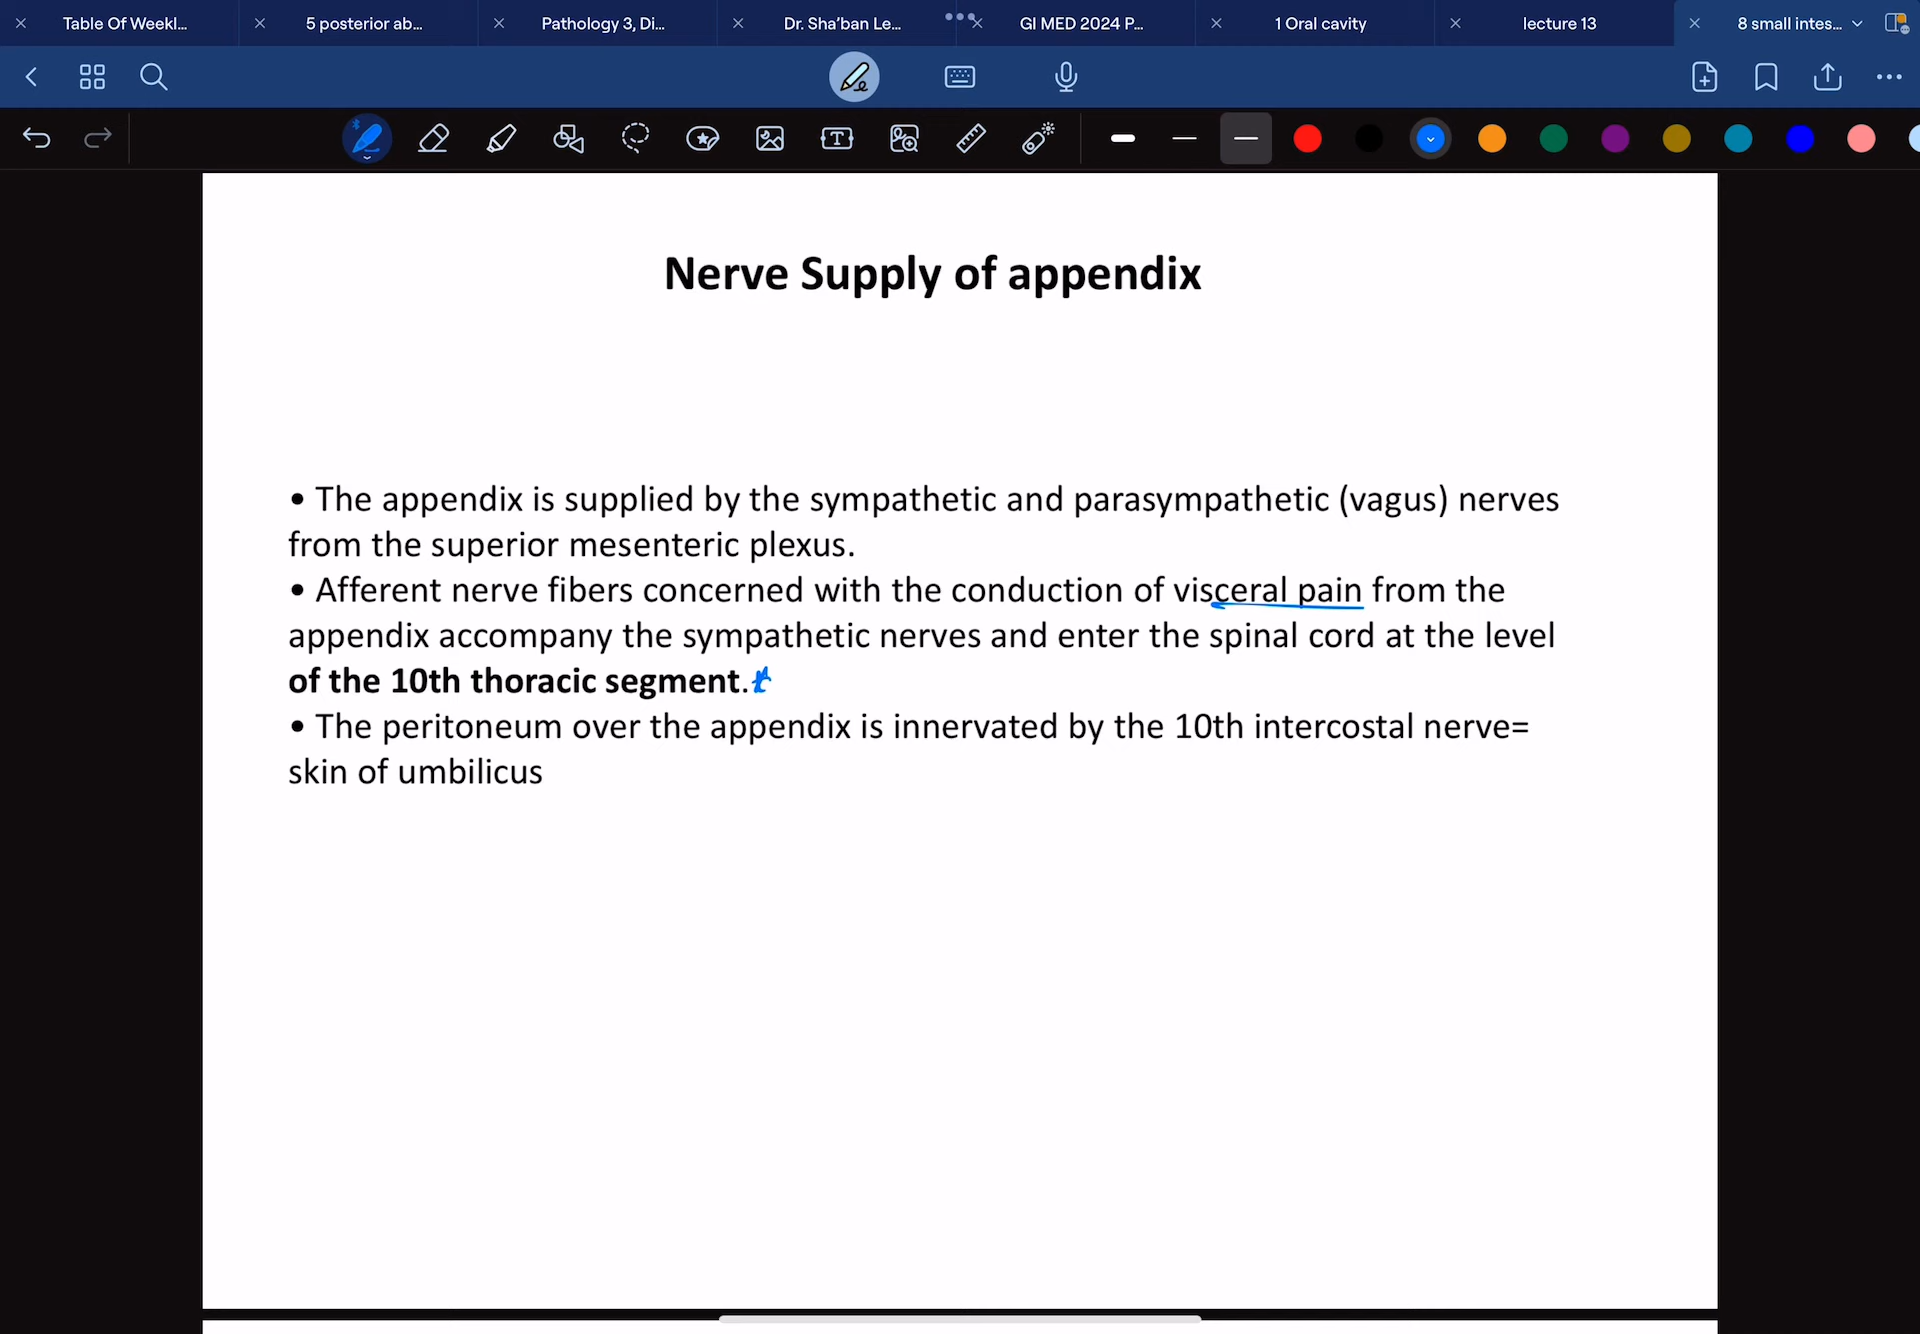 Table Of Weekl...
5 posterior ab...
Pathology 3, Di...
Dr. Sha'ban Le...
GI MED 2024 P...
1 Oral cavity
lecture 13
8 small intes...
Nerve Supply of appendix
• The appendix is supplied by the sympathetic and parasympathetic (vagus) nerves
from the superior mesenteric plexus.
• Afferent nerve fibers concerned with the conduction of visceral pain from the
appendix accompany the sympathetic nerves and enter the spinal cord at the level
of the 10th thoracic segment.
• The peritoneum over the appendix is innervated by the 10th intercostal nerve=
skin of umbilicus